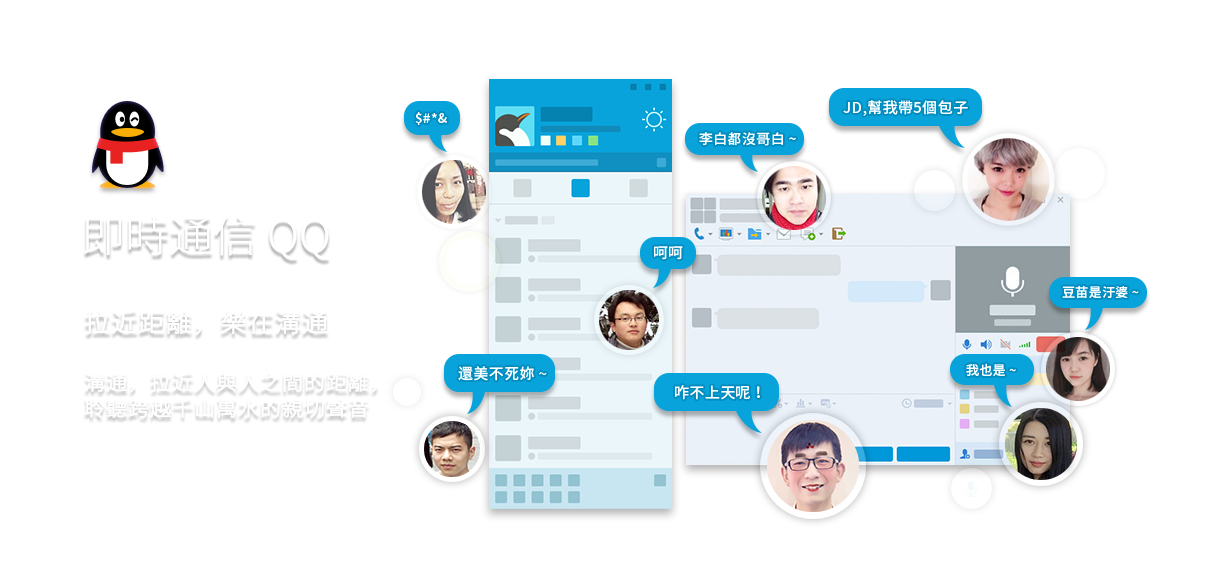 即時通信 QQ
拉近距離，樂在溝通
溝通，拉近人與人之間的距離，
聆聽跨越千山萬水的親切聲音
$#*&
李白都沒哥白 ~
JD,幫我帶5個包子
呵呵
豆苗是汙婆 ~
還美不死妳 ~
咋不上天呢！
我也是 ~